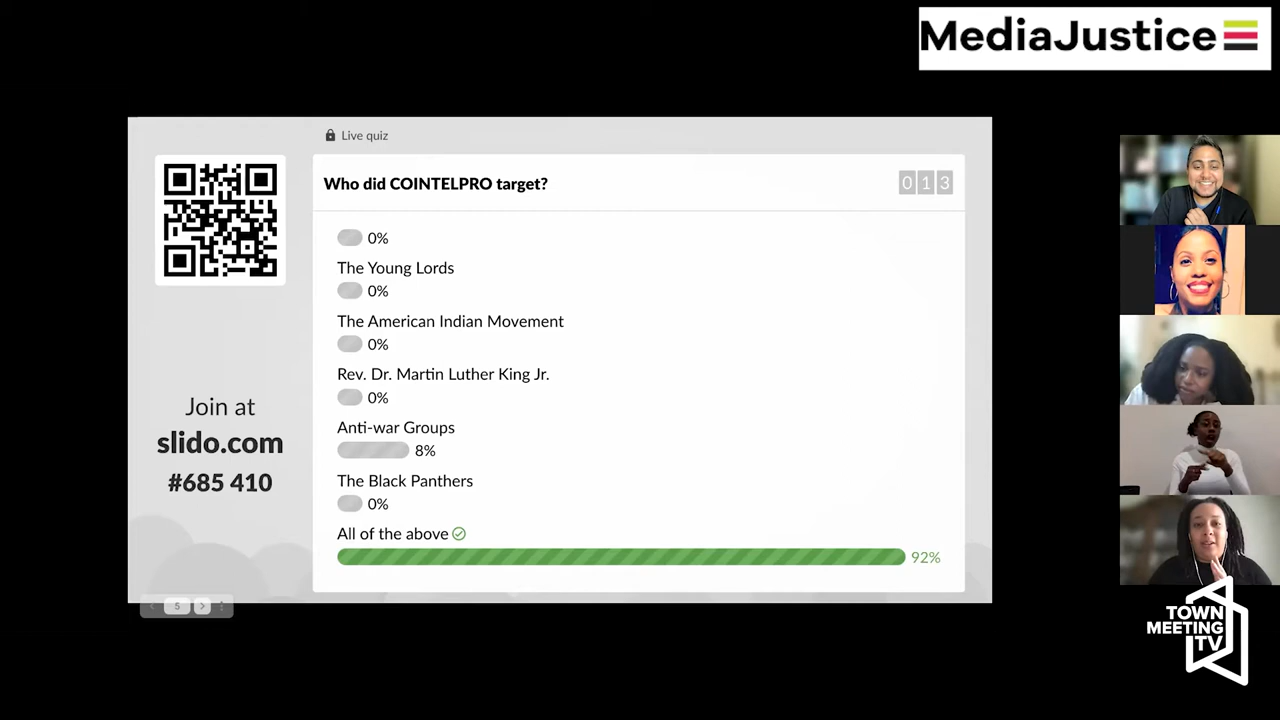 MediaJustice
Live quiz
Who did COINTELPRO target?
013
0%
The Young Lords
0%
The American Indian Movement
0%
Rev. Dr. Martin Luther King Jr.
0%
Anti-war Groups
8%
The Black Panthers
0%
All of the above
92%
Join at
slido.com
#685 410
5
TOWN
MEETING
TV